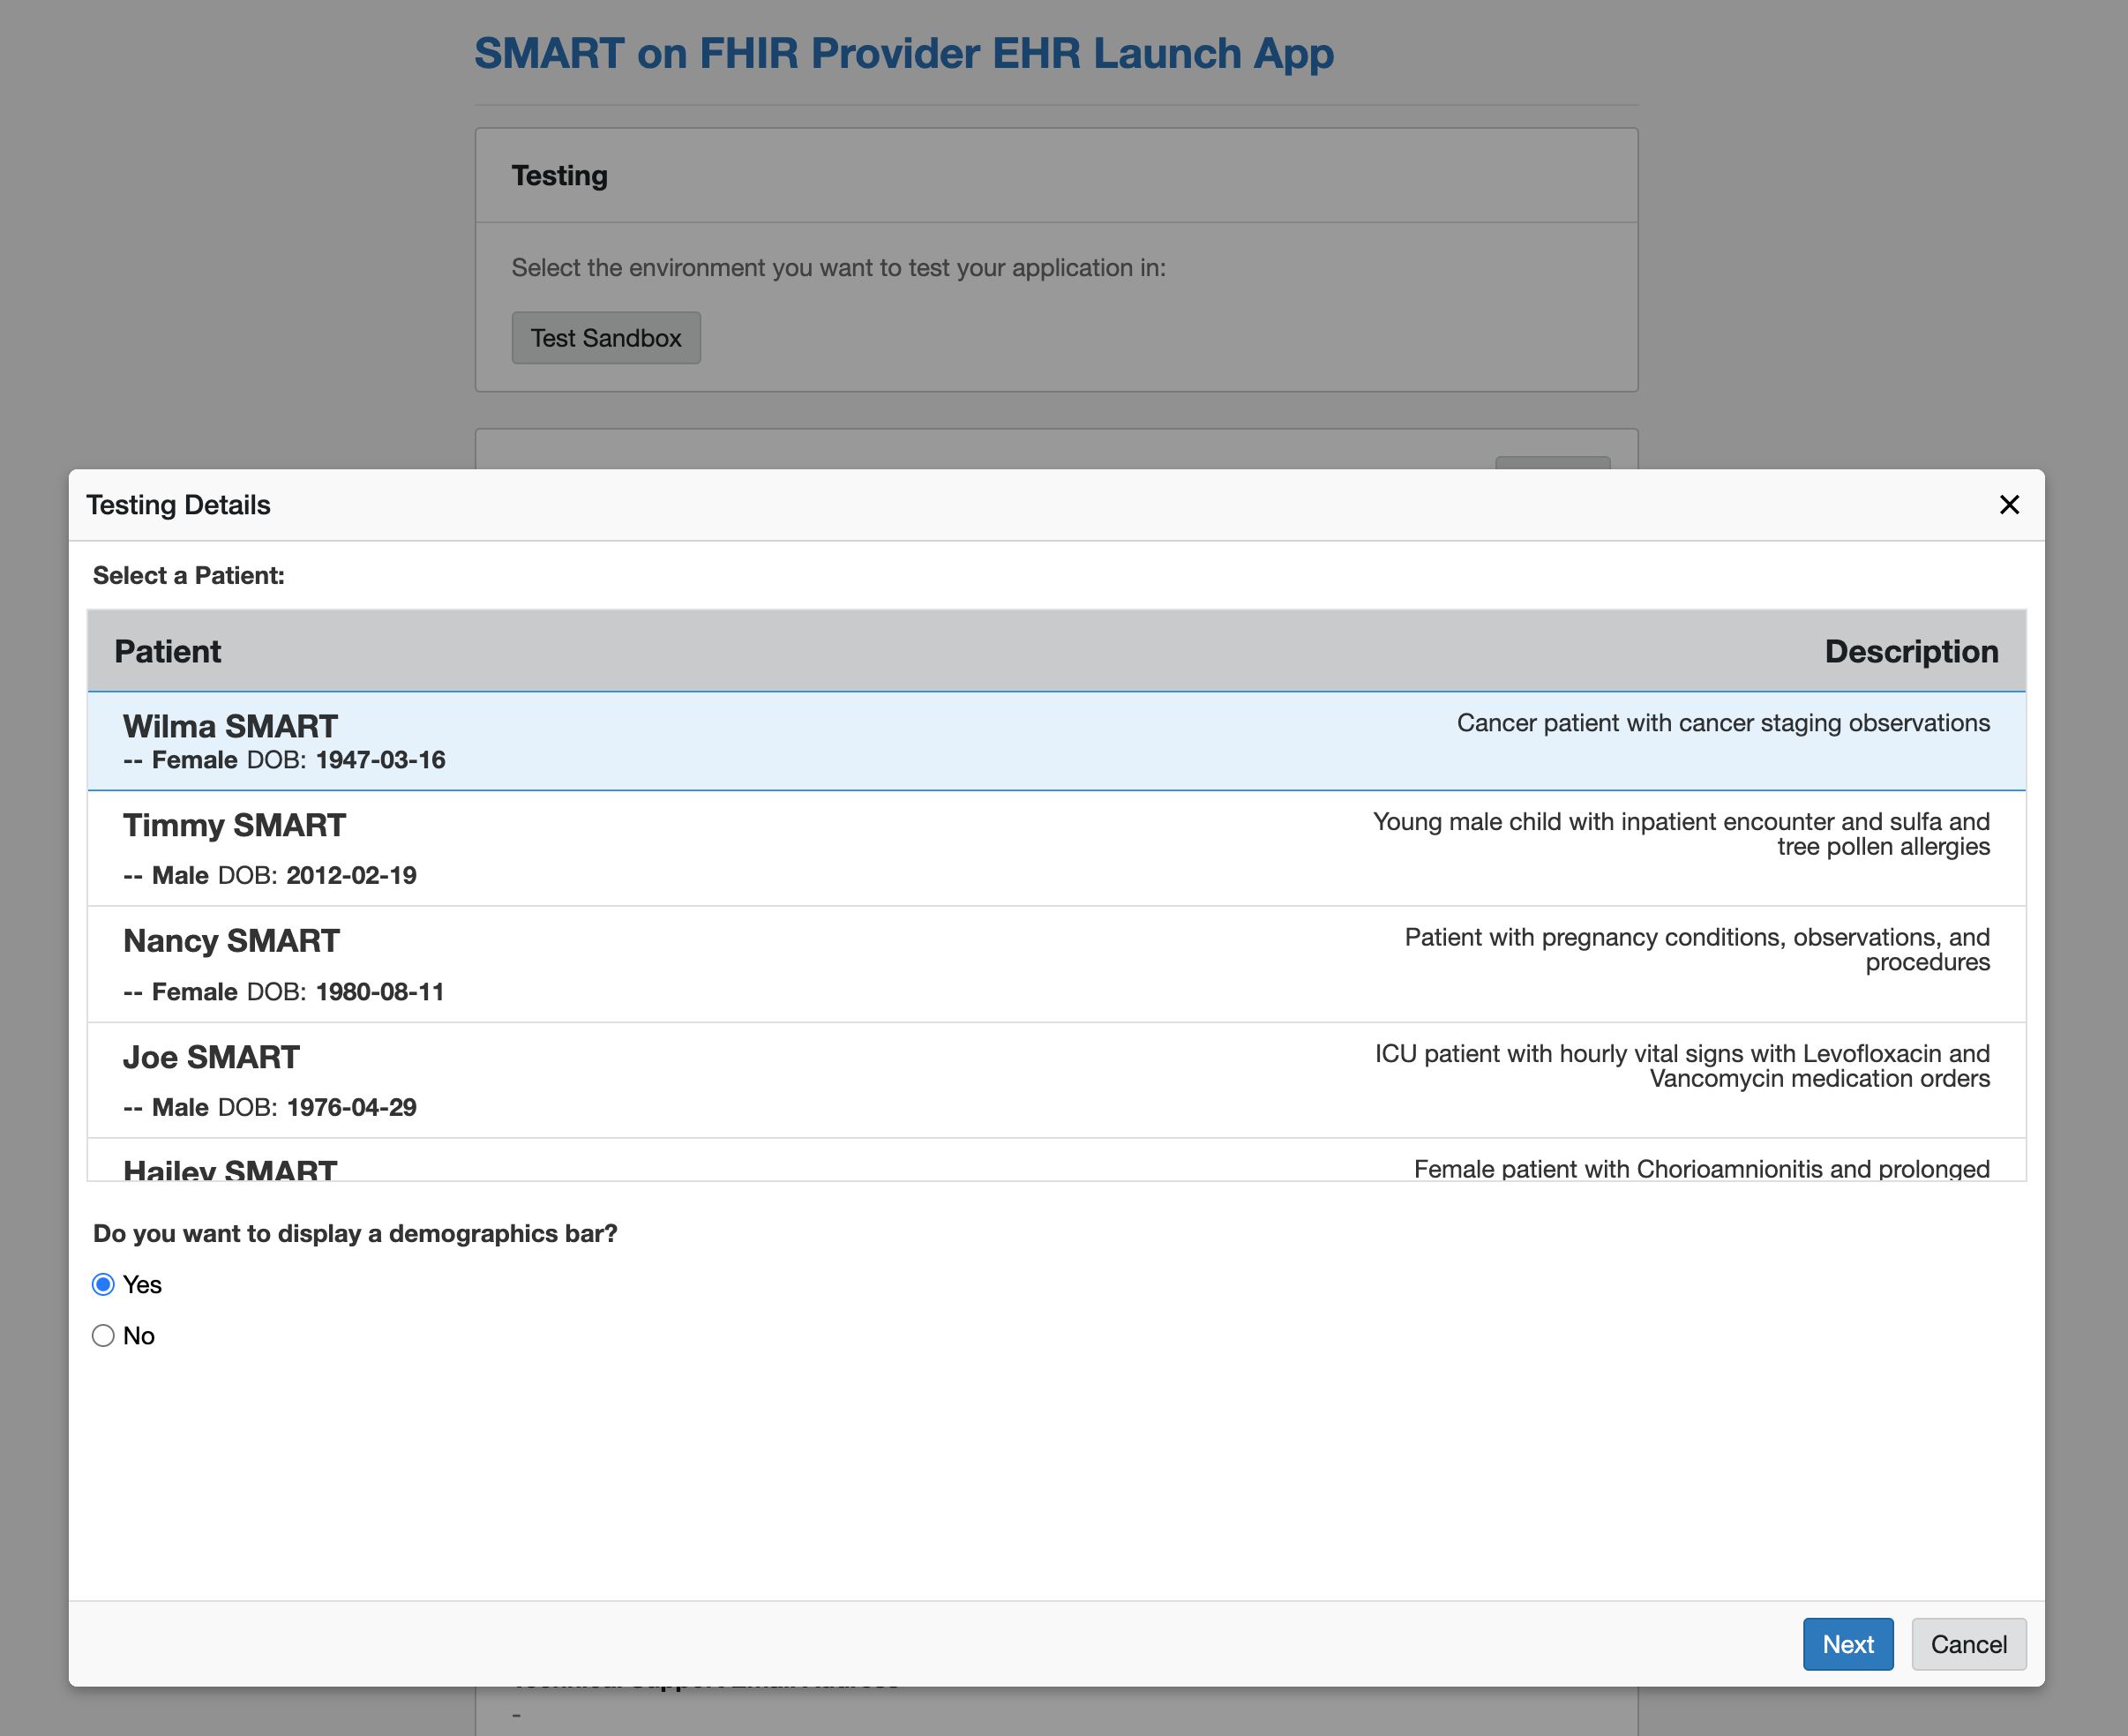 SMART on FHIR Provider EHR Launch App
Testing
Select the environment you want to test your application in:
Test Sandbox
Testing Details
Select a Patient:
Patient Description
Wilma SMART
Cancer patient with cancer staging observations
-- Female DOB: 1947-03-16
Timmy SMART
Young male child with inpatient encounter and sulfa and
tree pollen allergies
-- Male DOB: 2012-02-19
Nancy SMART
Patient with pregnancy conditions, observations, and
procedures
-- Female DOB: 1980-08-11
Joe SMART
ICU patient with hourly vital signs with Levofloxacin and
Vancomycin medication orders
-- Male DOB: 1976-04-29
Hailey SMART
Female patient with Chorioamnionitis and prolonged
Do you want to display a demographics bar?
Yes
No
Next Cancel
-